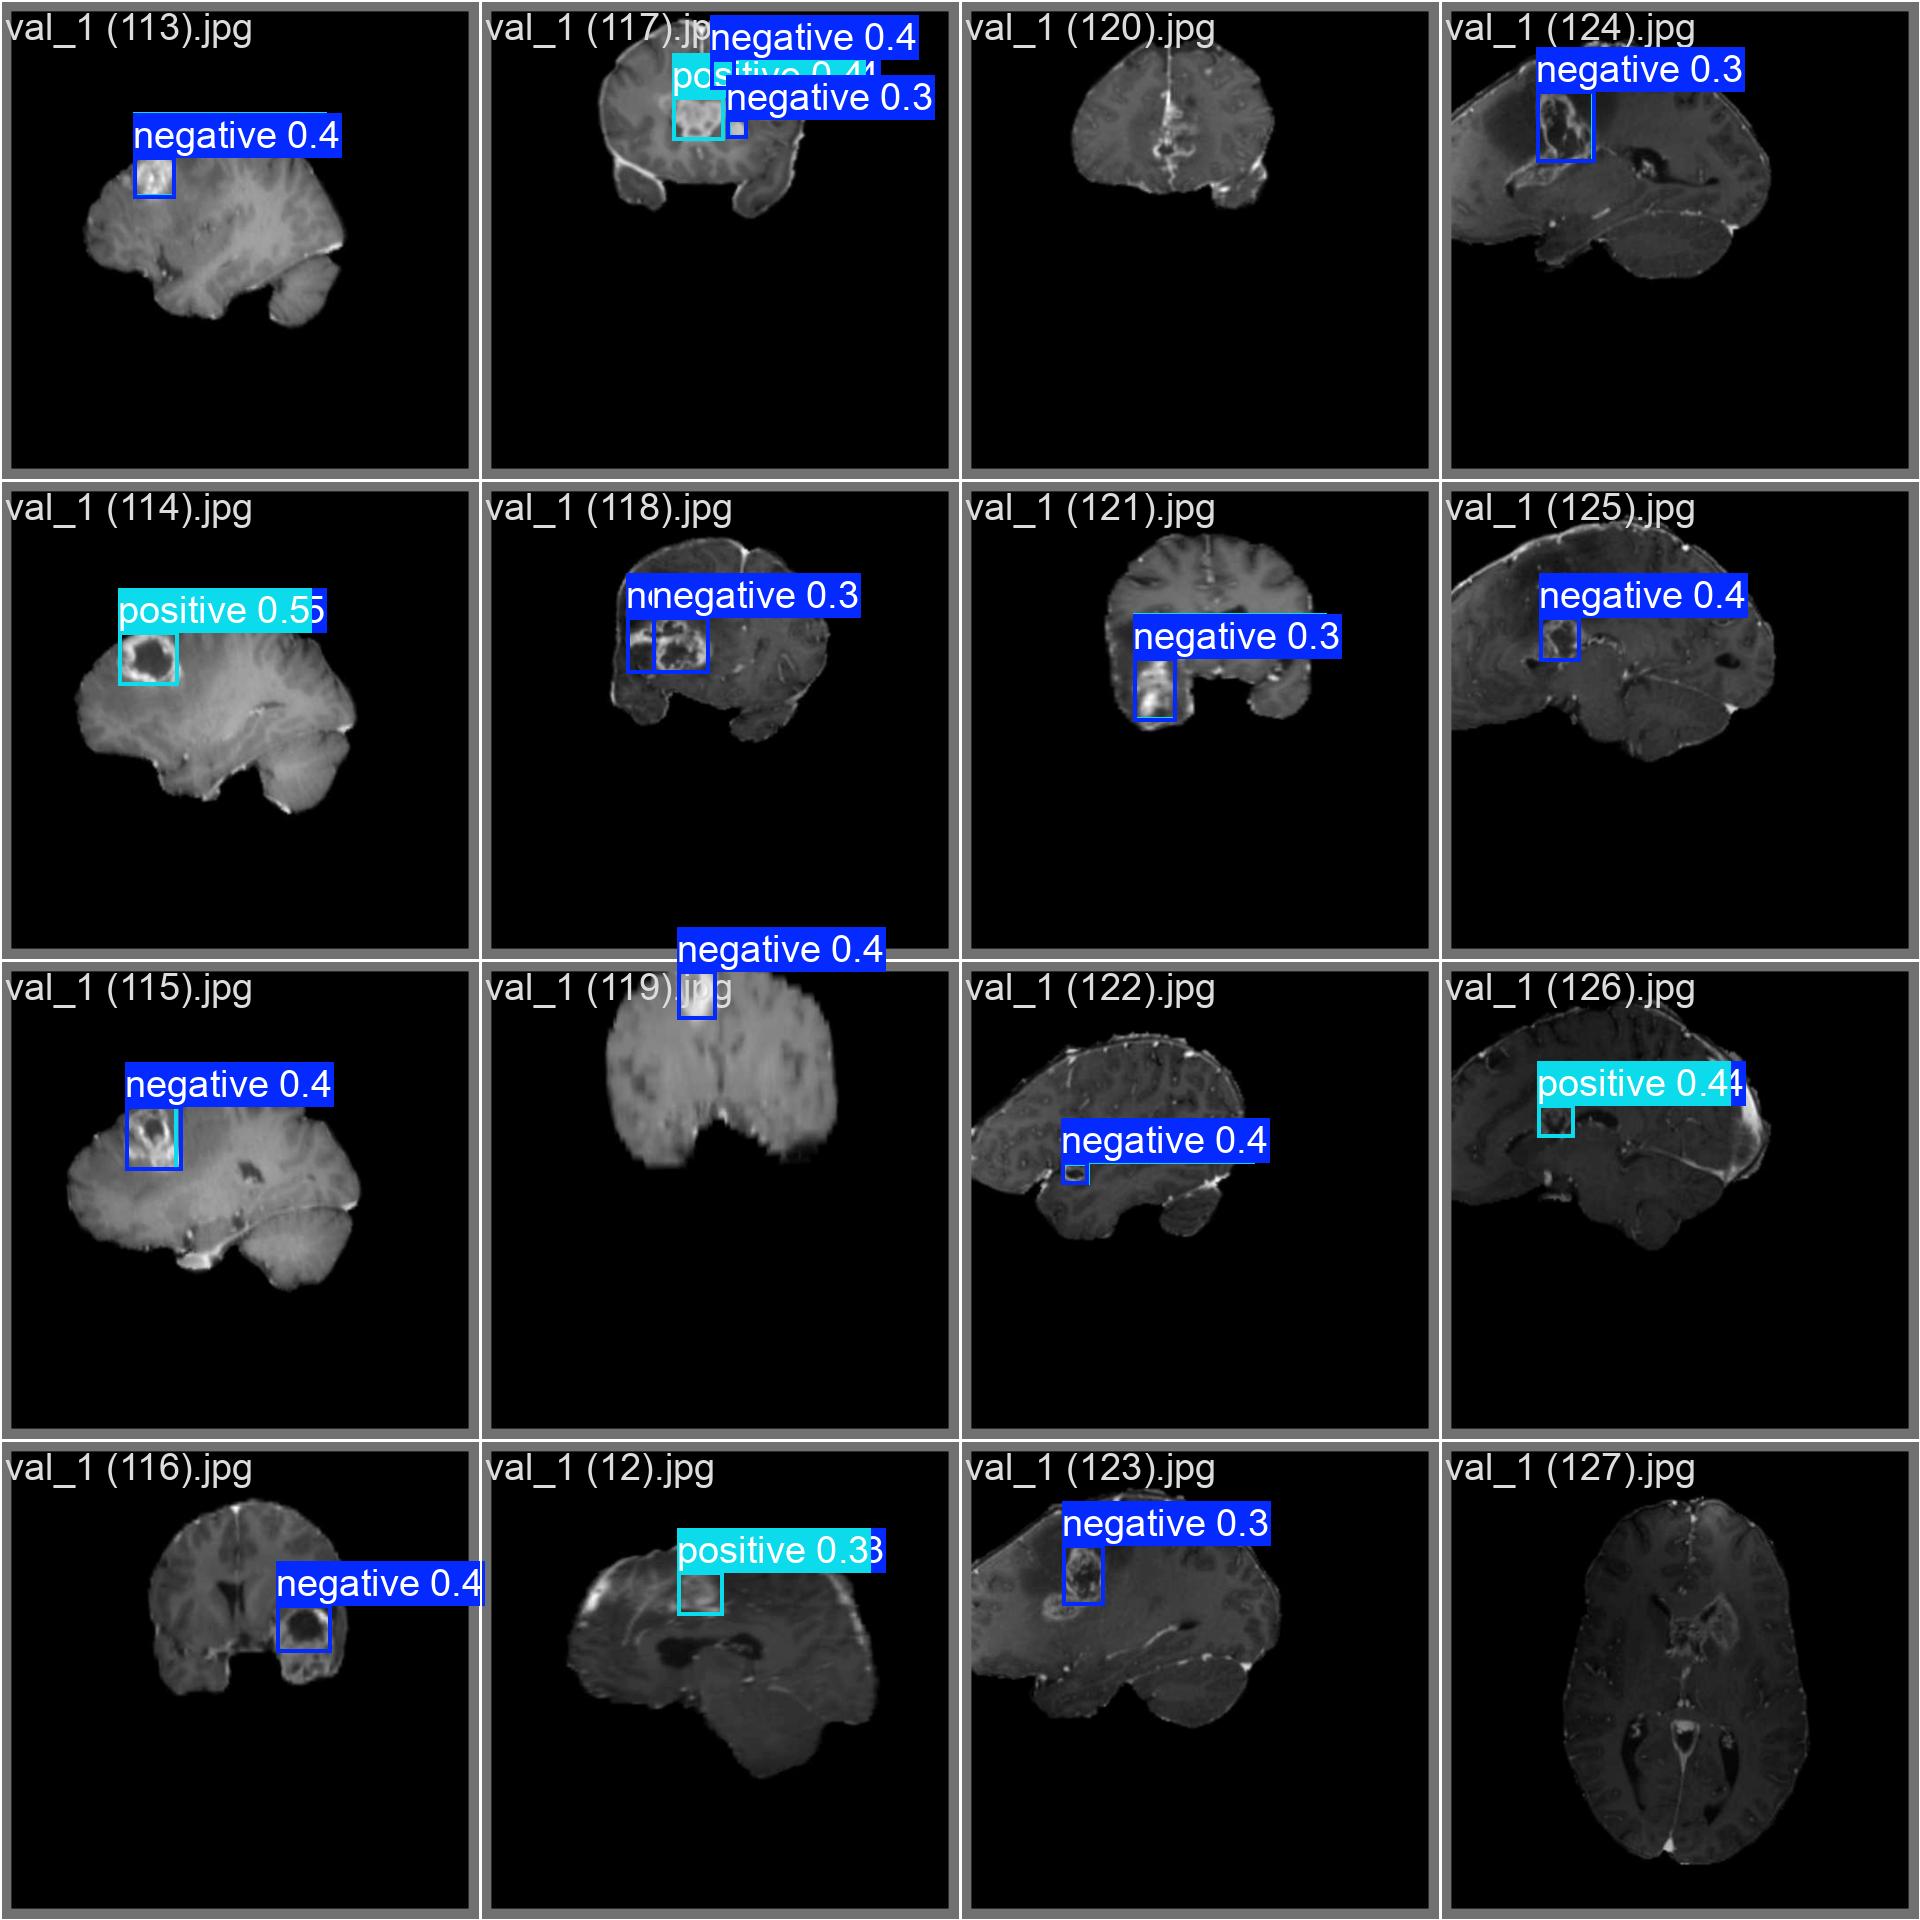 val_1 (113).jpg
negative 0.4
val_1 (117).jp
negative 0.4
positive 0.4
negative 0.3
val_1 (120).jpg
val_1 (124).jpg
negative 0.3
val_1 (114).jpg
positive 0.5
val_1 (118).jpg
negative 0.3
val_1 (121).jpg
negative 0.3
val_1 (125).jpg
negative 0.4
val_1 (115).jpg
negative 0.4
val_1 (119).jpg
negative 0.4
val_1 (122).jpg
negative 0.4
val_1 (126).jpg
positive 0.4
val_1 (116).jpg
negative 0.4
val_1 (12).jpg
positive 0.3
val_1 (123).jpg
negative 0.3
val_1 (127).jpg